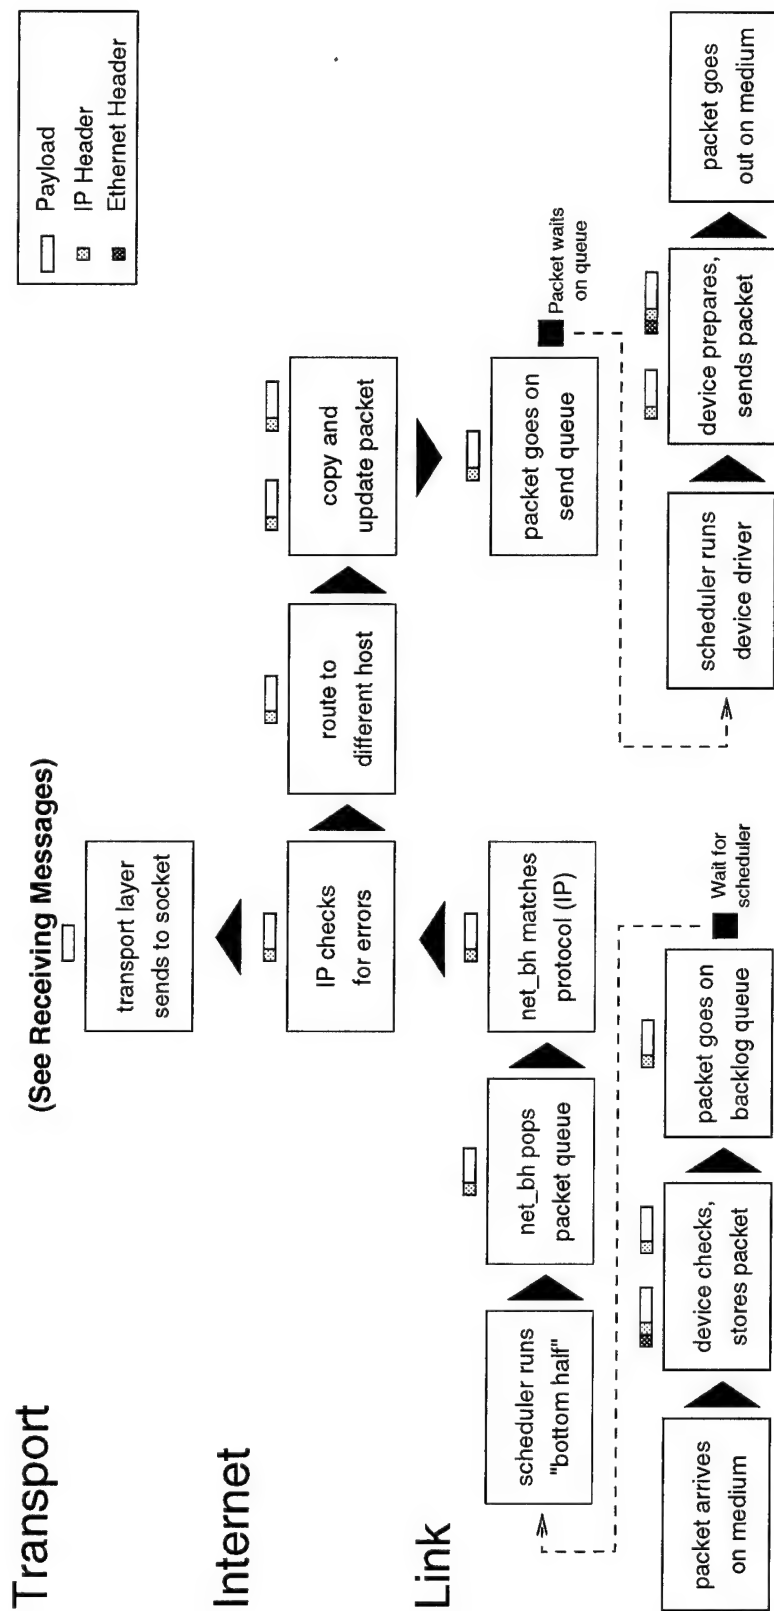 Payload
IP Header
Ethernet Header
Transport
(See Receiving Messages)
transport layer
sends to socket
Internet
IP checks
for errors
route to
different host
copy and
update packet
Link
scheduler runs
"bottom half"
net_bh pops
packet queue
net_bh matches
protocol (IP)
packet goes on
send queue
Packet waits
on queue
packet arrives
on medium
device checks,
stores packet
packet goes on
backlog queue
Wait for
scheduler
scheduler runs
device driver
device prepares,
sends packet
packet goes
out on medium